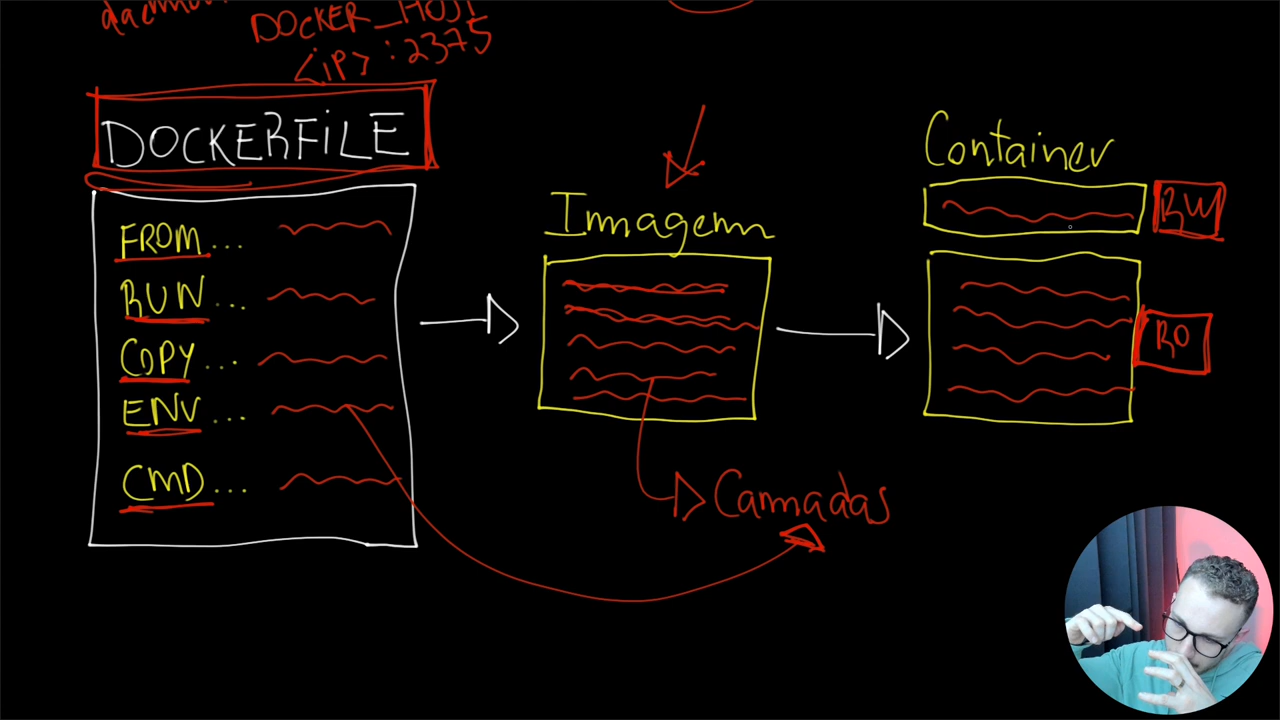 DOCKER_HOST
<ip>:2375
DOCKERFILE
FROM...
RUN...
COPY...
ENV...
CMD...
Imagem
Camadas
Container
RW
RO